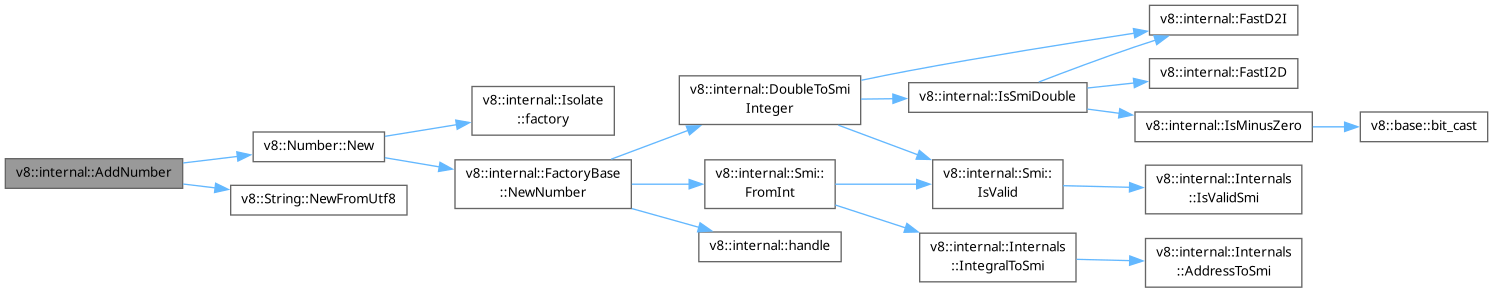 v8::internal::AddNumber
v8::Number::New
v8::String::NewFromUtf8
v8::internal::Isolate
::factory
v8::internal::FactoryBase
::NewNumber
v8::internal::DoubleToSmi
Integer
v8::internal::Smi::
FromInt
v8::internal::handle
v8::internal::IsSmiDouble
v8::internal::Smi::
IsValid
v8::internal::Internals
::IntegralToSmi
v8::internal::FastD2I
v8::internal::FastI2D
v8::internal::IsMinusZero
v8::internal::Internals
::IsValidSmi
v8::internal::Internals
::AddressToSmi
v8::base::bit_cast